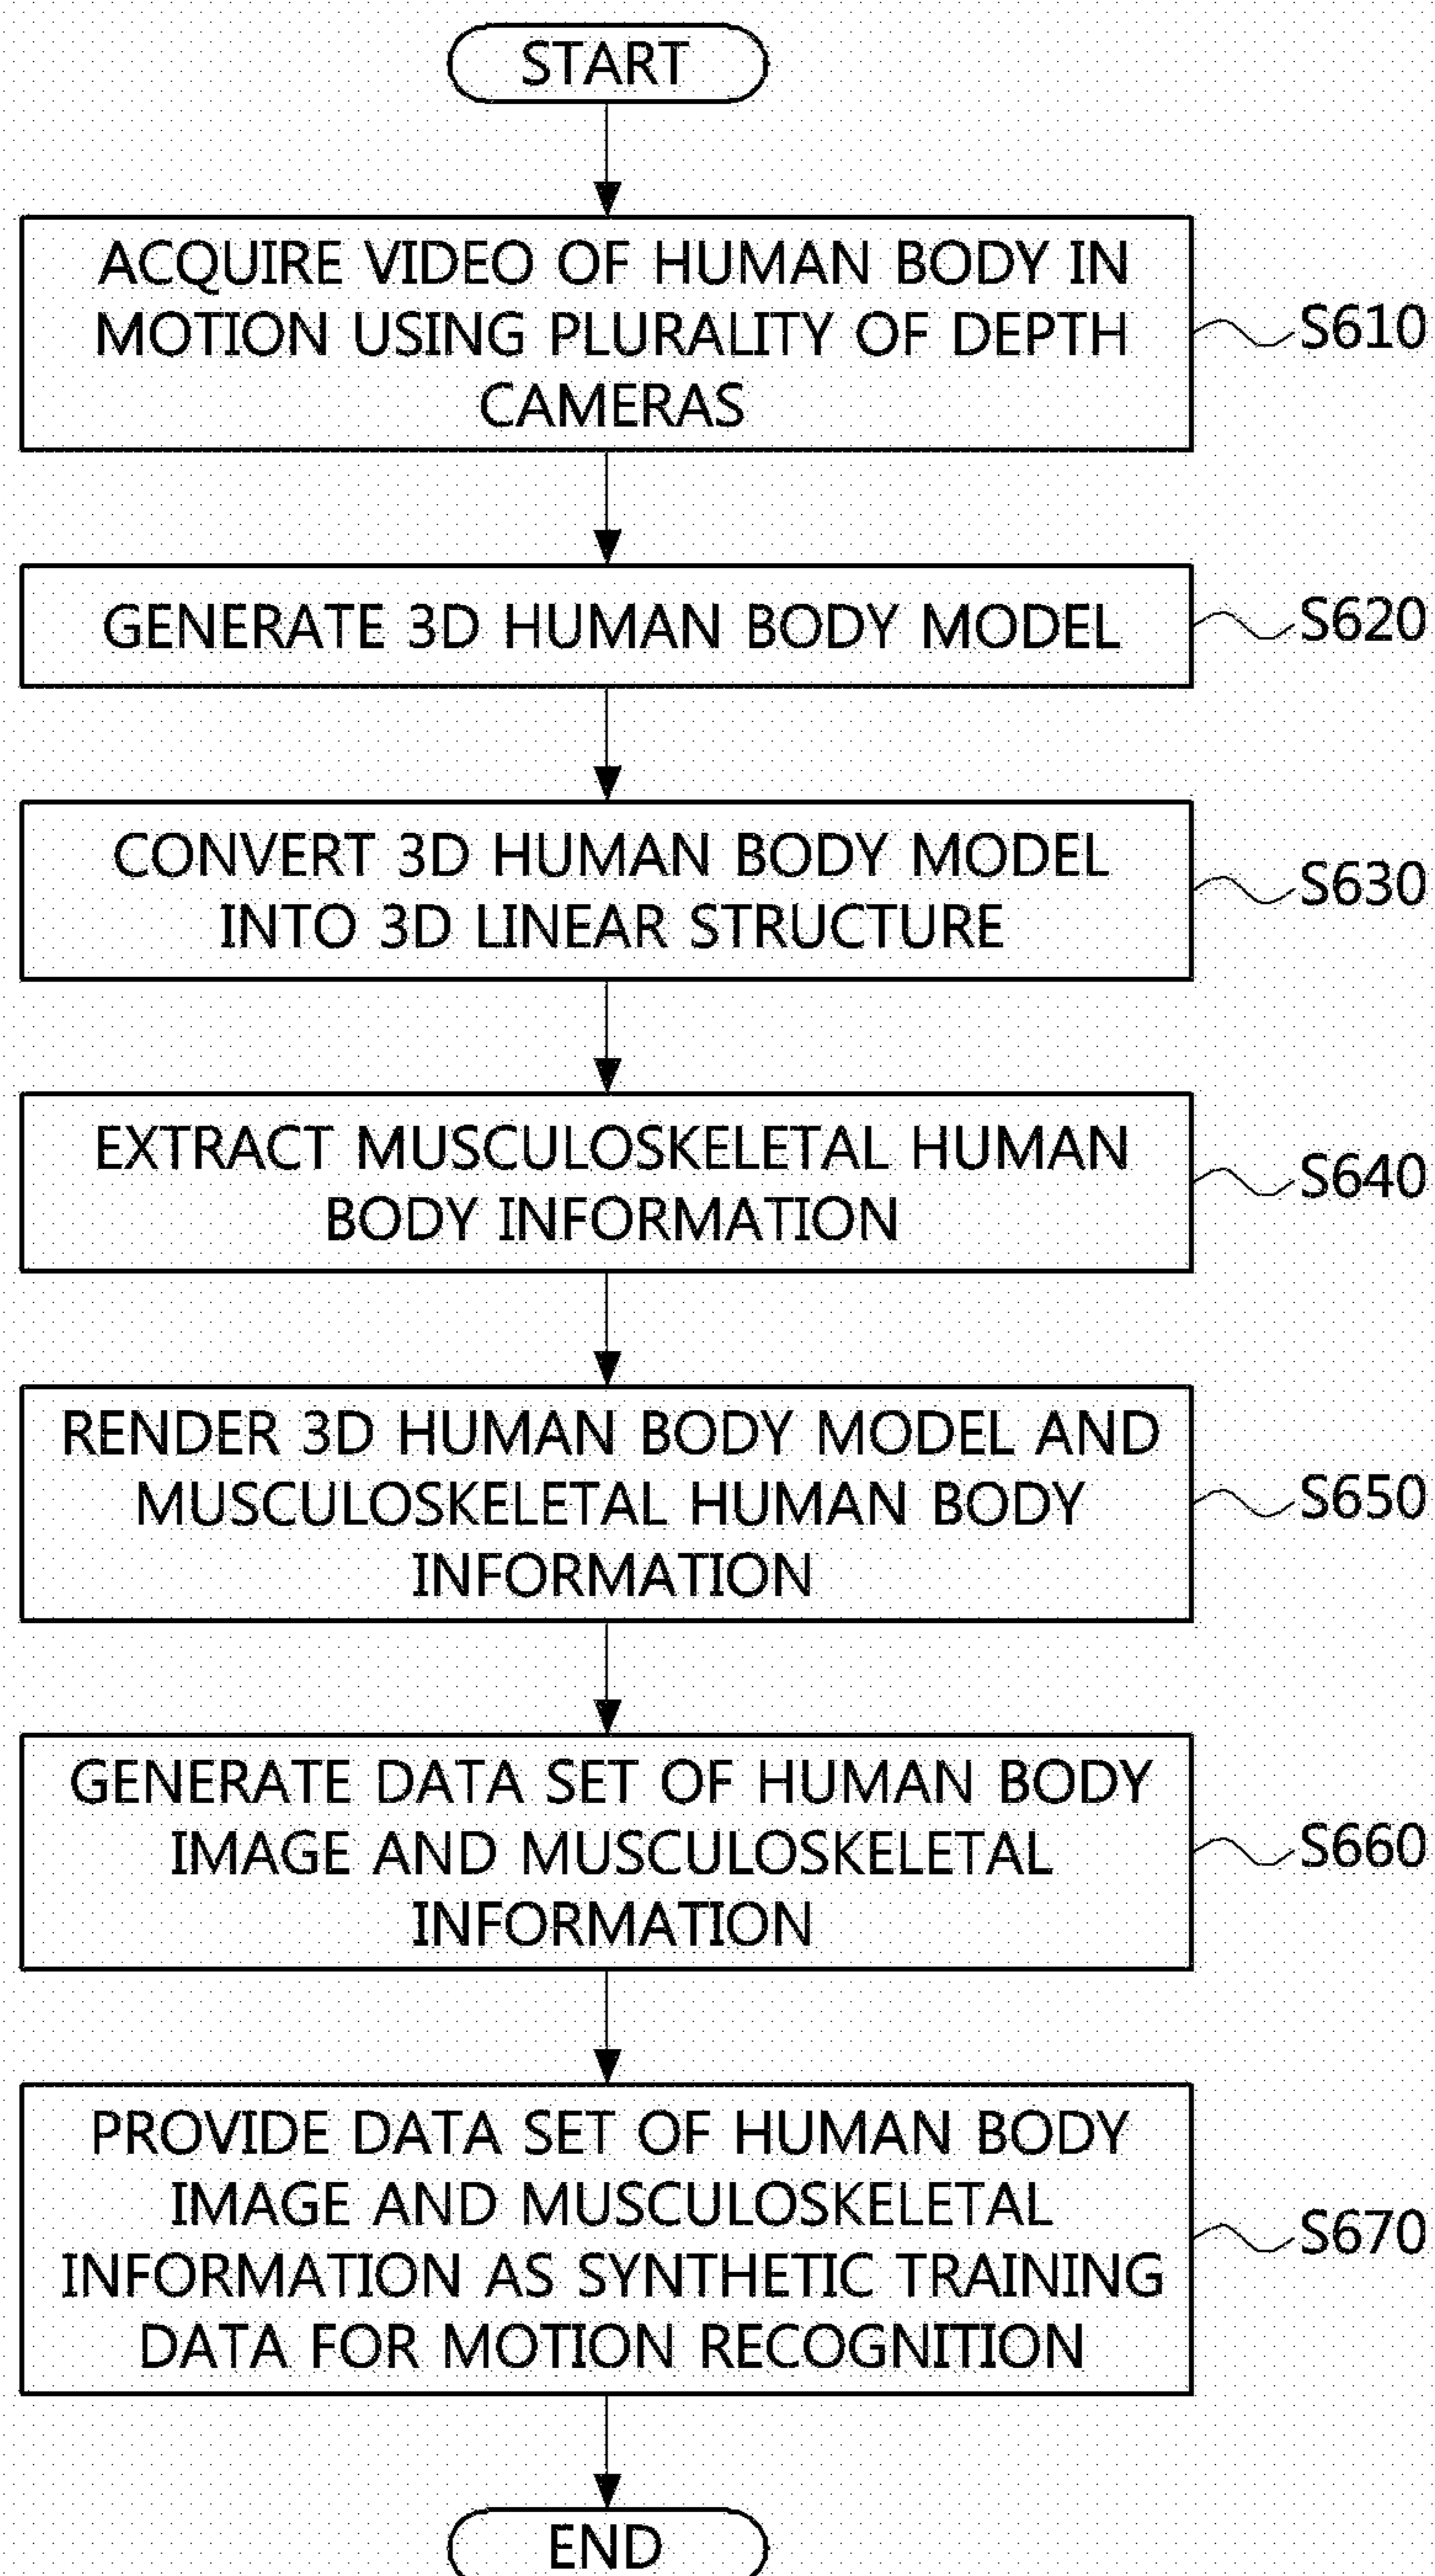 START
ACQUIRE VIDEO OF HUMAN BODY IN
MOTION USING PLURALITY OF DEPTH
CAMERAS
S610
GENERATE 3D HUMAN BODY MODEL
S620
CONVERT 3D HUMAN BODY MODEL
INTO 3D LINEAR STRUCTURE
S630
EXTRACT MUSCULOSKELETAL HUMAN
BODY INFORMATION
S640
RENDER 3D HUMAN BODY MODEL AND
MUSCULOSKELETAL HUMAN BODY
INFORMATION
S650
GENERATE DATA SET OF HUMAN BODY
IMAGE AND MUSCULOSKELETAL
INFORMATION
S660
PROVIDE DATA SET OF HUMAN BODY
IMAGE AND MUSCULOSKELETAL
INFORMATION AS SYNTHETIC TRAINING
DATA FOR MOTION RECOGNITION
S670
END